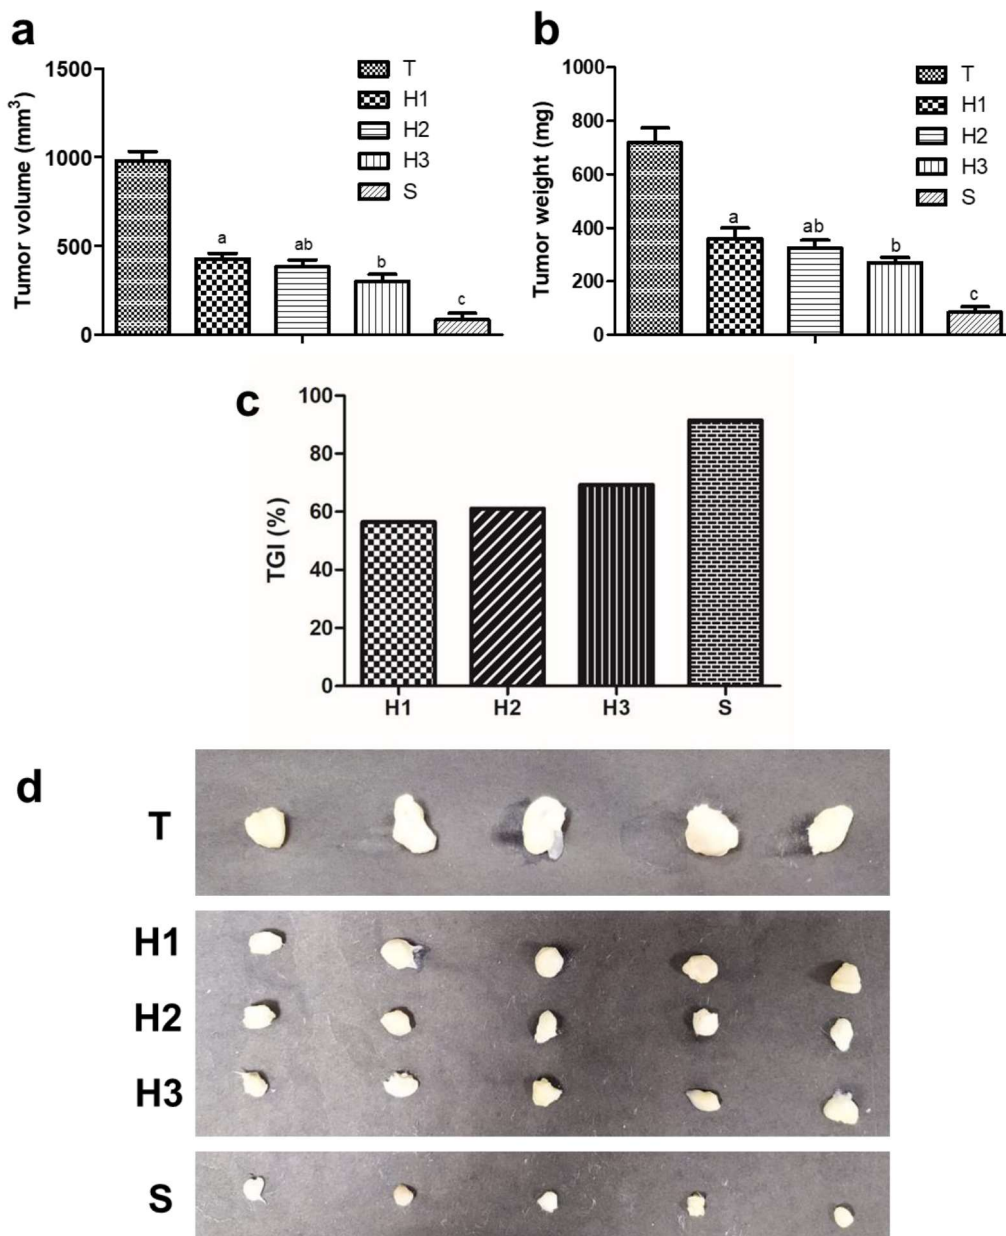 a
Tumor volume (mm³)
1500
1000
500
0
a
ab
b
c
T
H1
H2
H3
S
b
Tumor weight (mg)
1000
800
600
400
200
0
a
ab
b
c
T
H1
H2
H3
S
c
TGI (%)
100
80
60
40
20
0
H1 H2 H3 S
d
T
H1
H2
H3
S